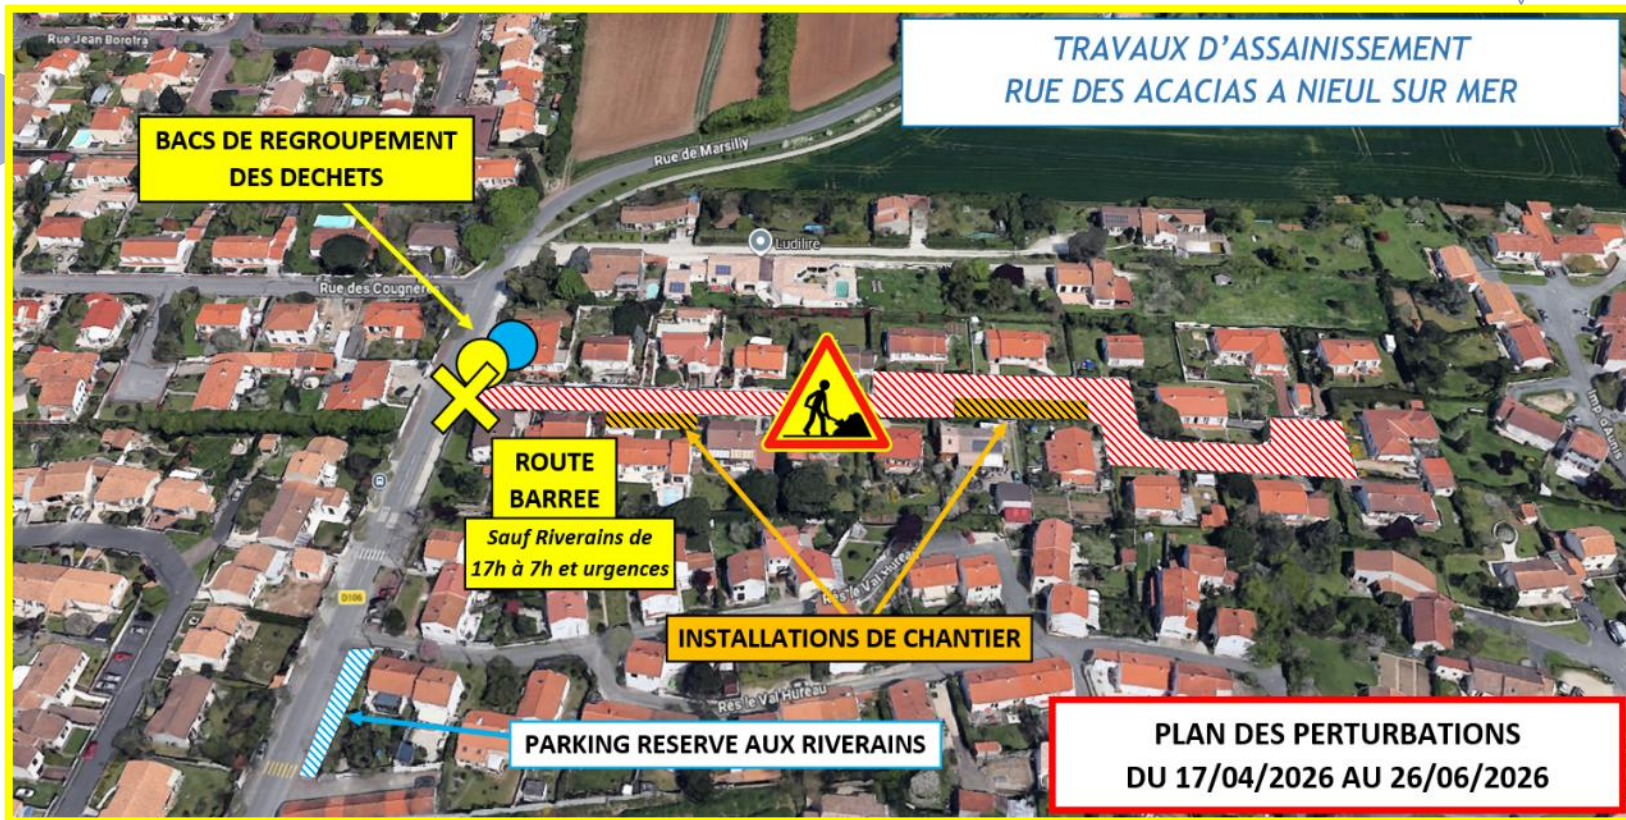 Rue Jean Borotra
TRAVAUX D'ASSAINISSEMENT
RUE DES ACACIAS A NIEUL SUR MER
BACS DE REGROUPEMENT
DES DECHETS
Rue de Marsilly
Ludilire
Rue des Cougnères
Imp. d'Aunis
ROUTE
BARREE
Sauf Riverains de
17h à 7h et urgences
D106
Rés le Val Hureau
INSTALLATIONS DE CHANTIER
Rés le Val Hureau
PARKING RESERVE AUX RIVERAINS
PLAN DES PERTURBATIONS
DU 17/04/2026 AU 26/06/2026